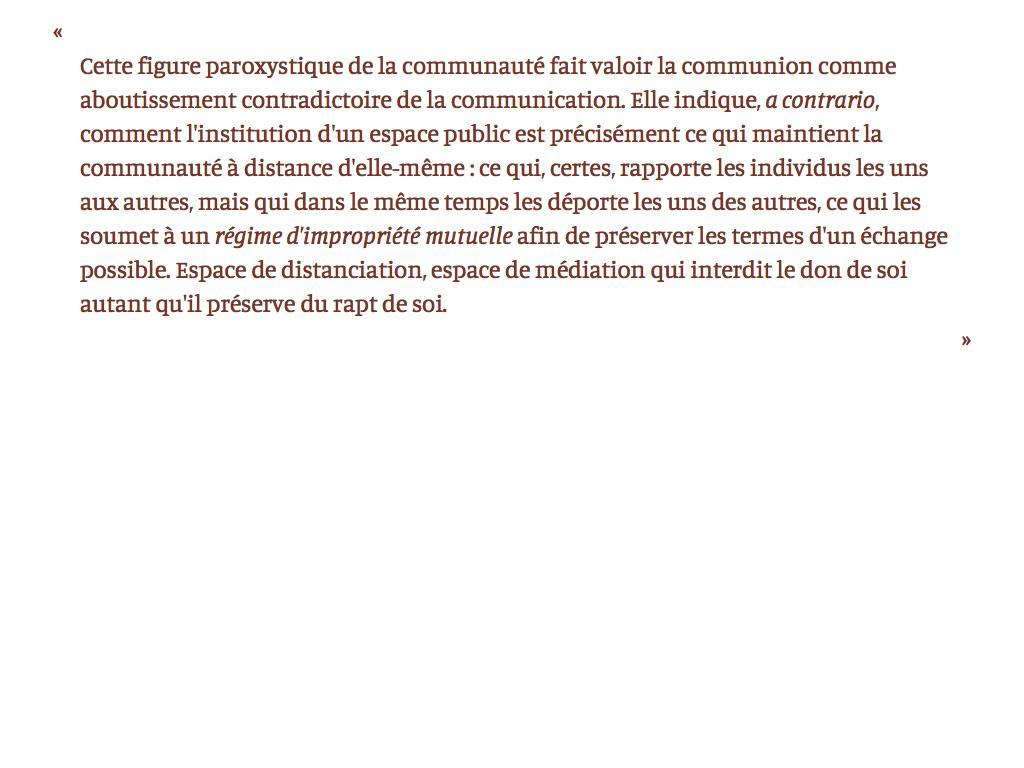 «
Cette figure paroxystique de la communauté fait valoir la communion comme
aboutissement contradictoire de la communication. Elle indique, a contrario,
comment l'institution d'un espace public est précisément ce qui maintient la
communauté à distance d'elle-même : ce qui, certes, rapporte les individus les uns
aux autres, mais qui dans le même temps les déporte les uns des autres, ce qui les
soumet à un régime d'impropriété mutuelle afin de préserver les termes d'un échange
possible. Espace de distanciation, espace de médiation qui interdit le don de soi
autant qu'il préserve du rapt de soi.
»